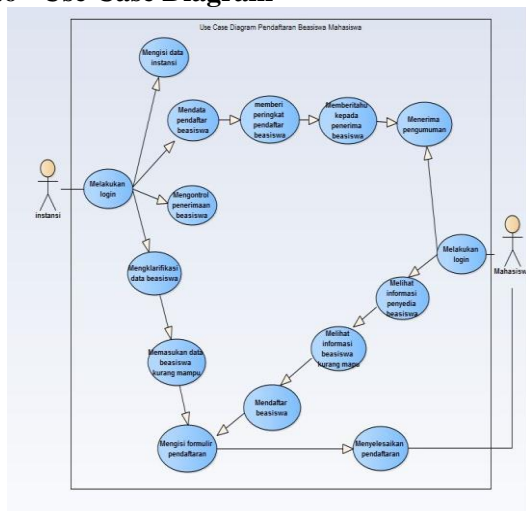 Use Case Diagram
Use Case Diagram Pendaftaran Beasiswa Mahasiswa
Mengisi data
instansi
Mendata
pendaftar
beasiswa
memberi
peringkat
pendaftar
beasiswa
Memberitahu
kepada
penerima
beasiswa
Menerima
pengumuman
instansi
Melakukan
login
Mengontrol
penerimaan
beasiswa
Melakukan
login
Mahasisw
Mengklarifikasi
data beasiswa
Melihat
informasi
penyedia
beasiswa
Memasukan data
beasiswa
kurang mampu
Melihat
informasi
beasiswa
kurang mapu
Mendaftar
beasiswa
Mengisi formulir
pendaftaran
Menyelesaikan
pendaftaran